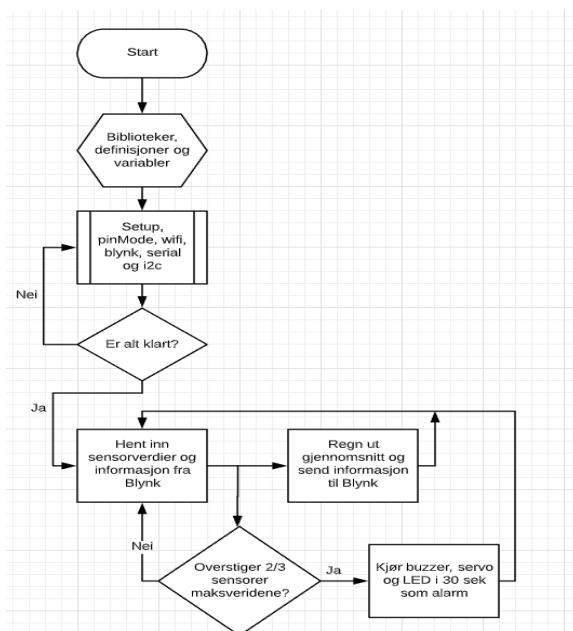 Start
Biblioteker,
definisjoner og
variabler
Setup,
pinMode, wifi,
blynk, serial
og i2c
Nei
Er alt klart?
Ja
Hent inn
sensorverdier og
informasjon fra
Blynk
Regn ut
gjennomsnitt og
send informasjon
til Blynk
Nei
Overstiger 2/3
sensorer
maksveridene?
Ja
Kjør buzzer, servo
og LED i 30 sek
som alarm